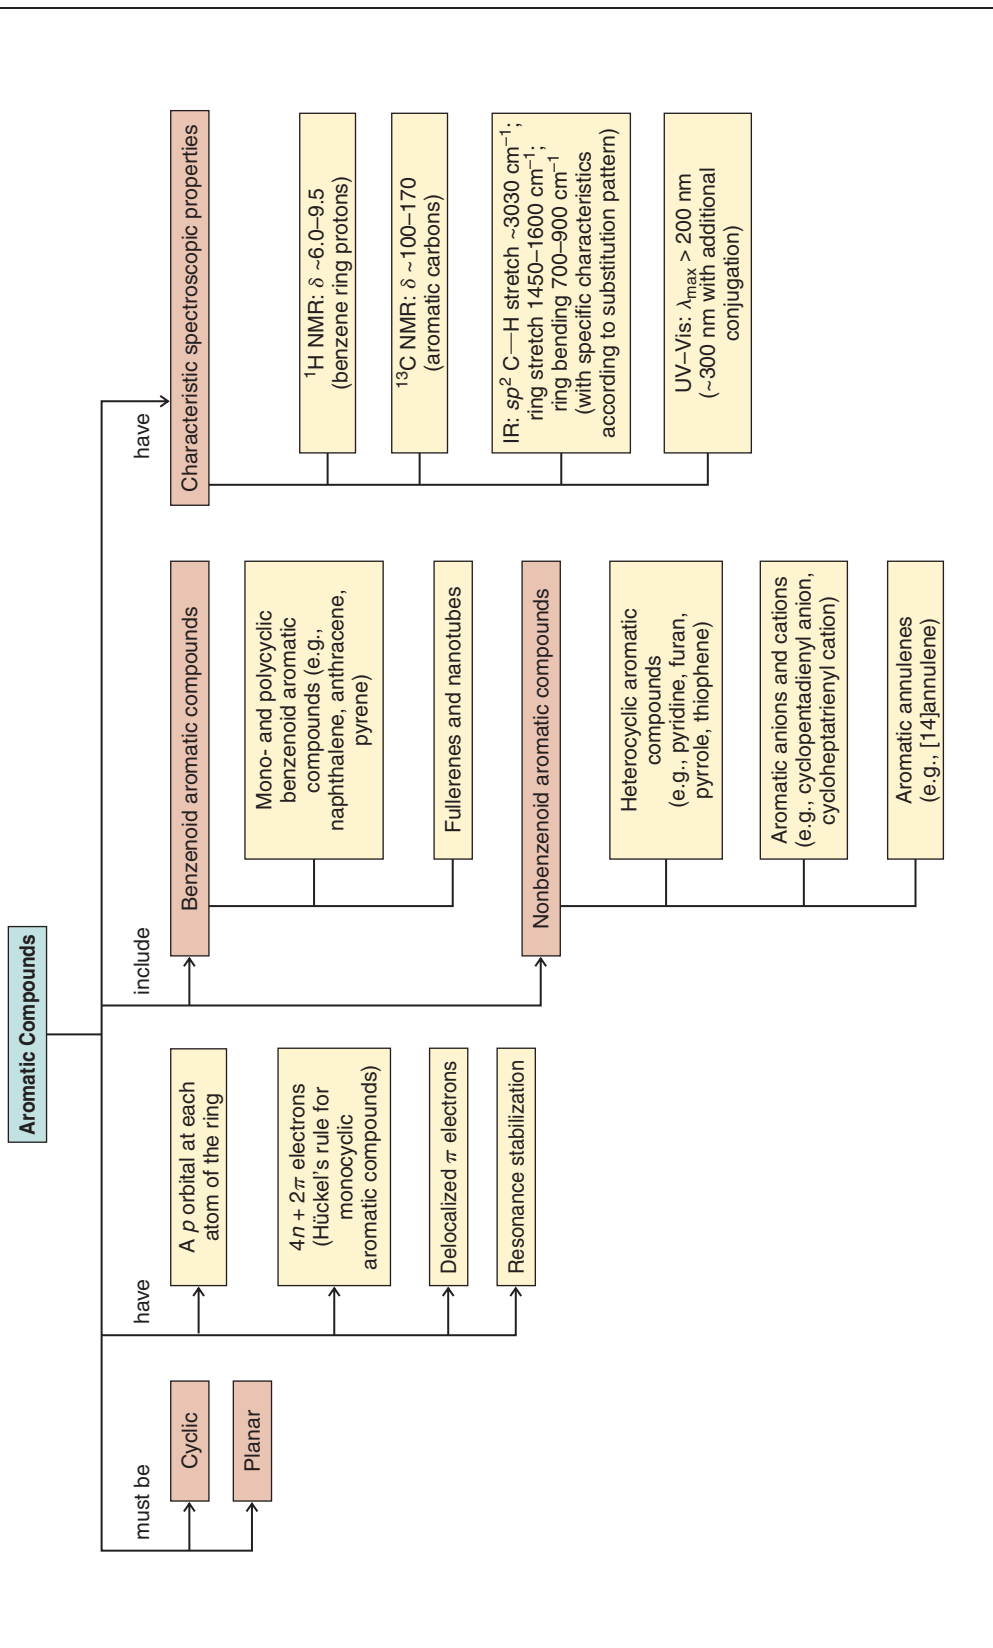 Aromatic Compounds
must be
Cyclic
Planar
have
A p orbital at each
atom of the ring
4n + 2π electrons
(Hückel's rule for
monocyclic
aromatic compounds)
Delocalized π electrons
Resonance stabilization
include
Benzenoid aromatic compounds
Mono- and polycyclic
benzenoid aromatic
compounds (e.g.,
naphthalene, anthracene,
pyrene)
Fullerenes and nanotubes
Nonbenzenoid aromatic compounds
Heterocyclic aromatic
compounds
(e.g., pyridine, furan,
pyrrole, thiophene)
Aromatic anions and cations
(e.g., cyclopentadienyl anion,
cycloheptatrienyl cation)
Aromatic annulenes
(e.g., [14]annulene)
have
Characteristic spectroscopic properties
¹H NMR: δ ~6.0–9.5
(benzene ring protons)
¹³C NMR: δ ~100–170
(aromatic carbons)
IR: sp² C—H stretch ~3030 cm⁻¹;
ring stretch 1450–1600 cm⁻¹;
ring bending 700–900 cm⁻¹
(with specific characteristics
according to substitution pattern)
UV–Vis: λmax > 200 nm
(~300 nm with additional
conjugation)